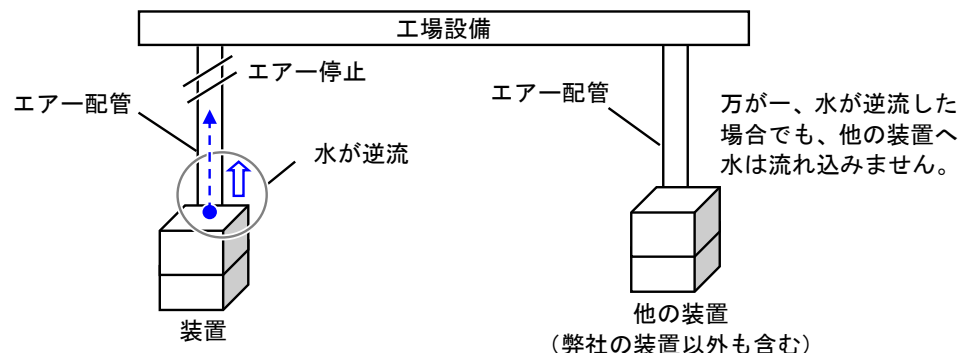 工場設備
エアー停止
エアー配管
水が逆流
装置
エアー配管
万が一、水が逆流した
場合でも、他の装置へ
水は流れ込みません。
他の装置
（弊社の装置以外も含む）